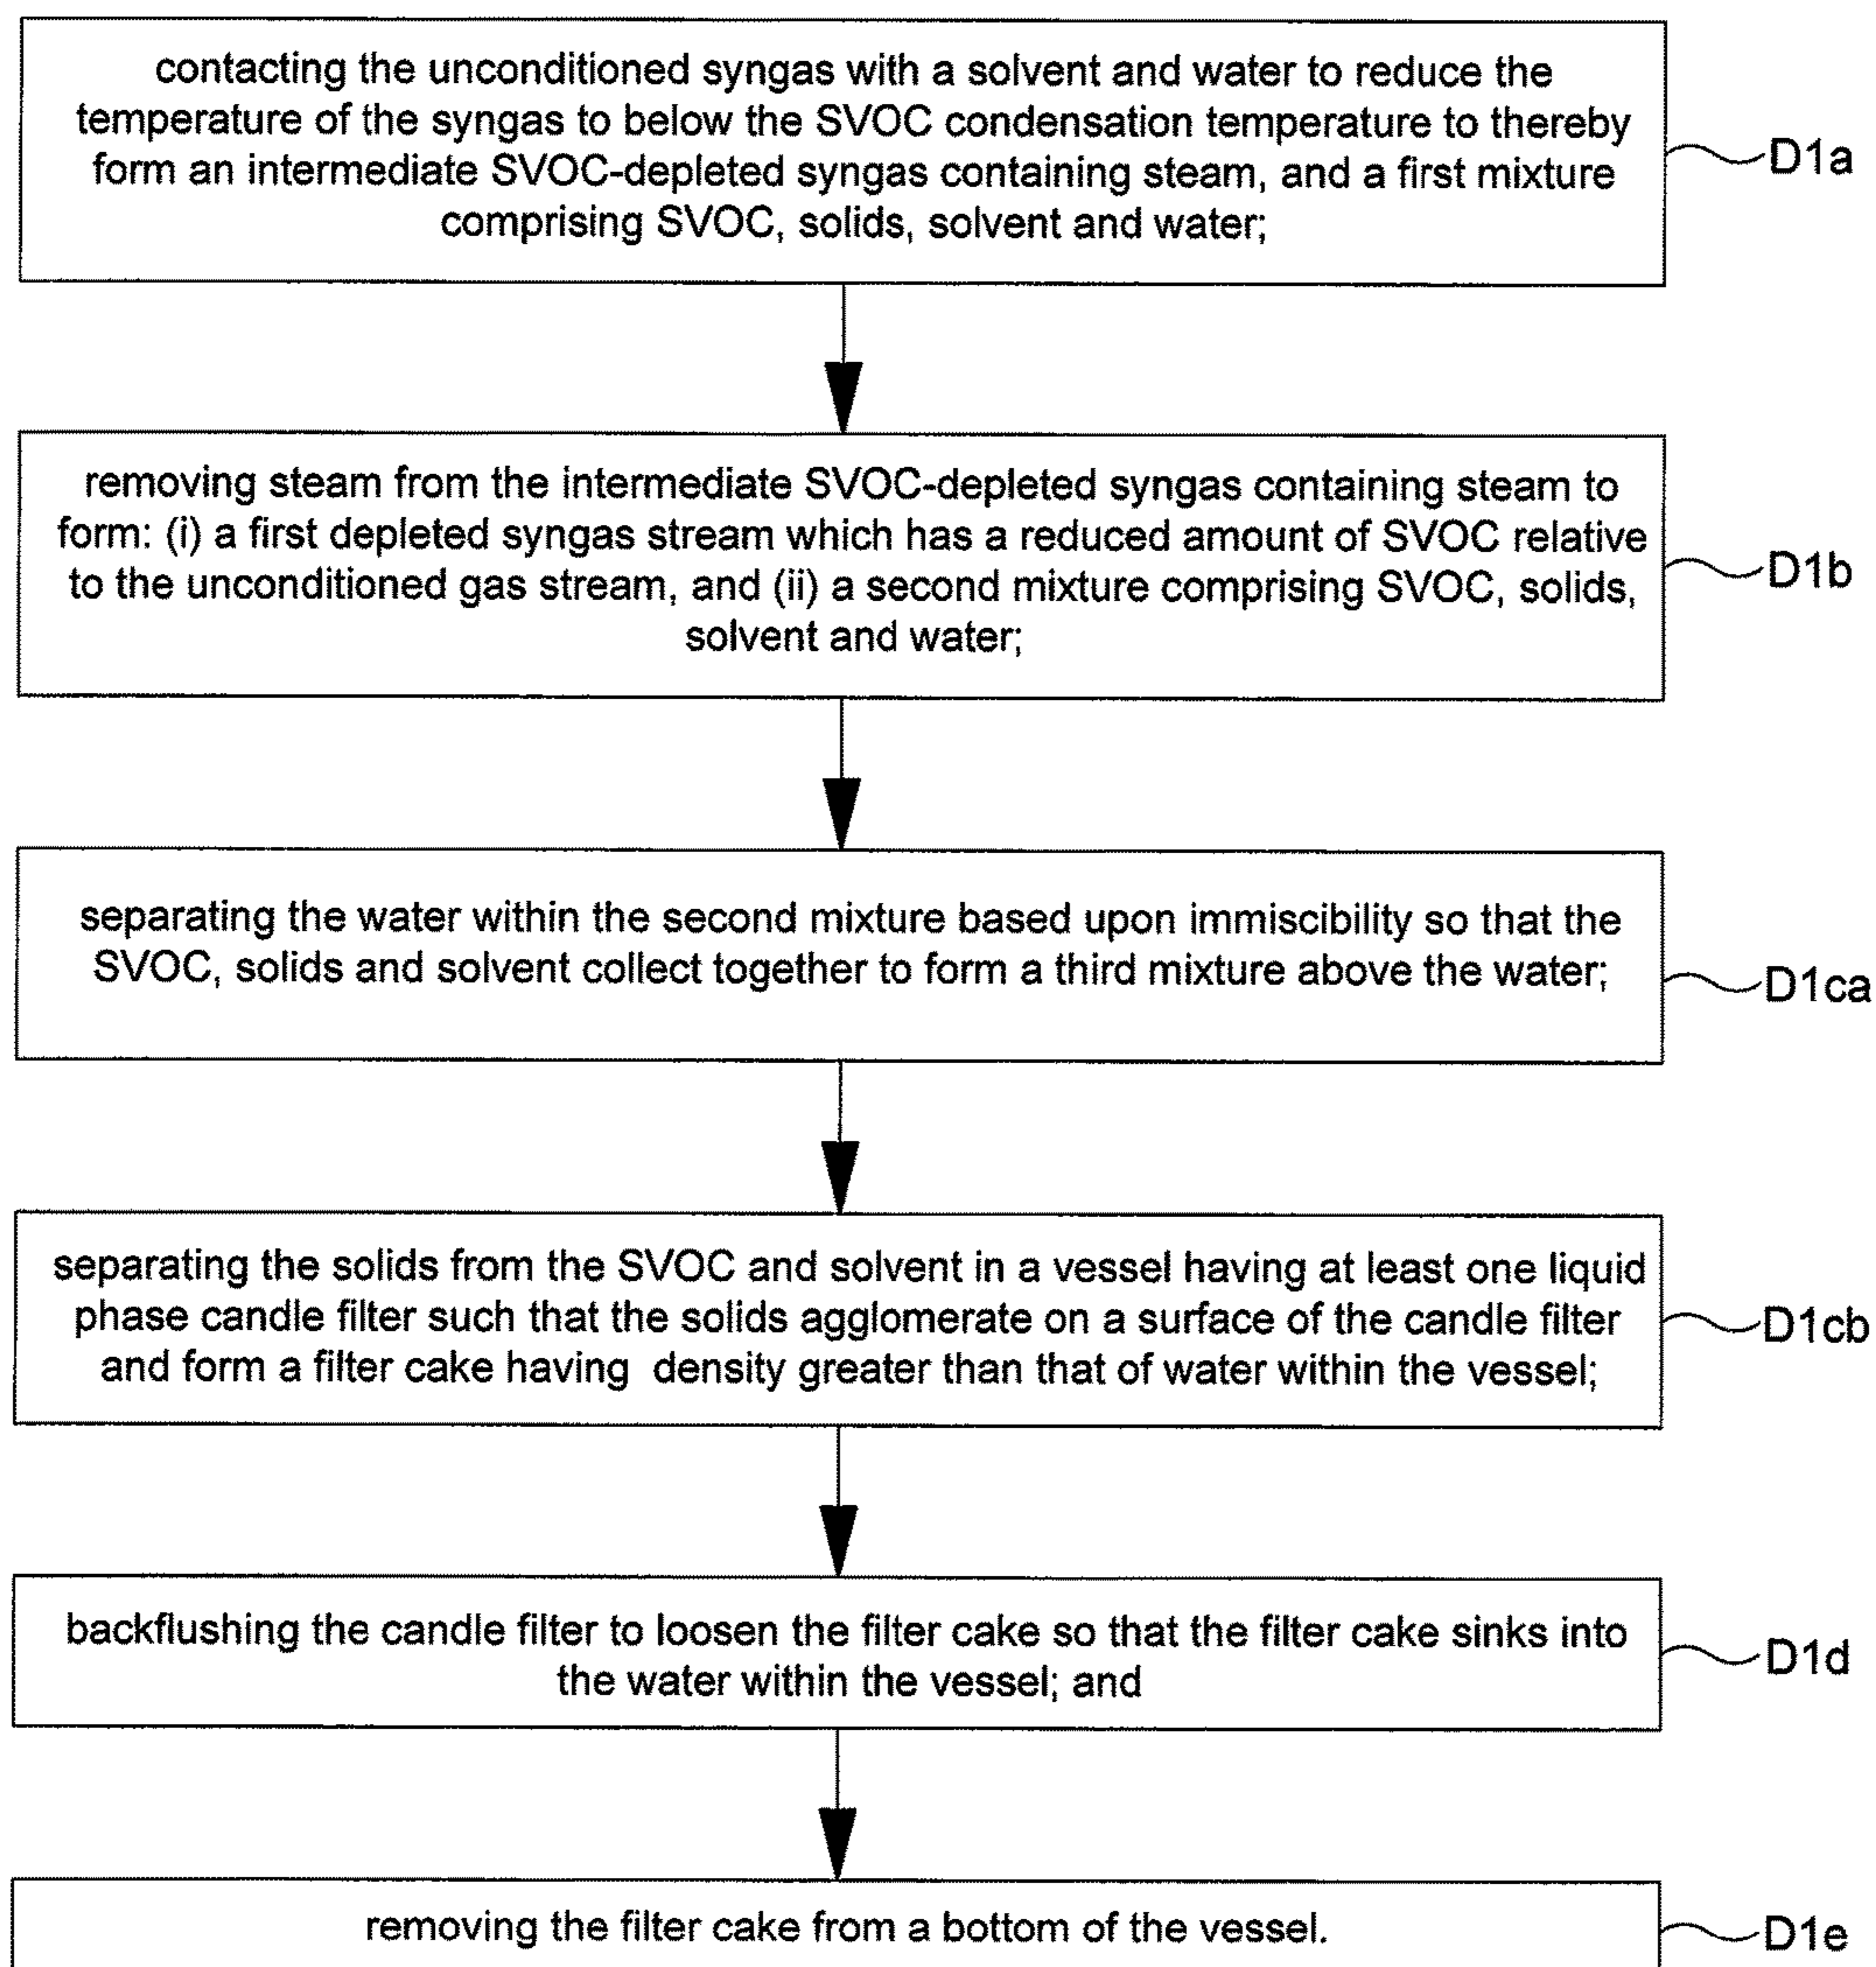 contacting the unconditioned syngas with a solvent and water to reduce the
temperature of the syngas to below the SVOC condensation temperature to thereby
form an intermediate SVOC-depleted syngas containing steam, and a first mixture
comprising SVOC, solids, solvent and water;
D1a
removing steam from the intermediate SVOC-depleted syngas containing steam to
form: (i) a first depleted syngas stream which has a reduced amount of SVOC relative
to the unconditioned gas stream, and (ii) a second mixture comprising SVOC, solids,
solvent and water;
D1b
separating the water within the second mixture based upon immiscibility so that the
SVOC, solids and solvent collect together to form a third mixture above the water;
D1ca
separating the solids from the SVOC and solvent in a vessel having at least one liquid
phase candle filter such that the solids agglomerate on a surface of the candle filter
and form a filter cake having density greater than that of water within the vessel;
D1cb
backflushing the candle filter to loosen the filter cake so that the filter cake sinks into
the water within the vessel; and
D1d
removing the filter cake from a bottom of the vessel.
D1e